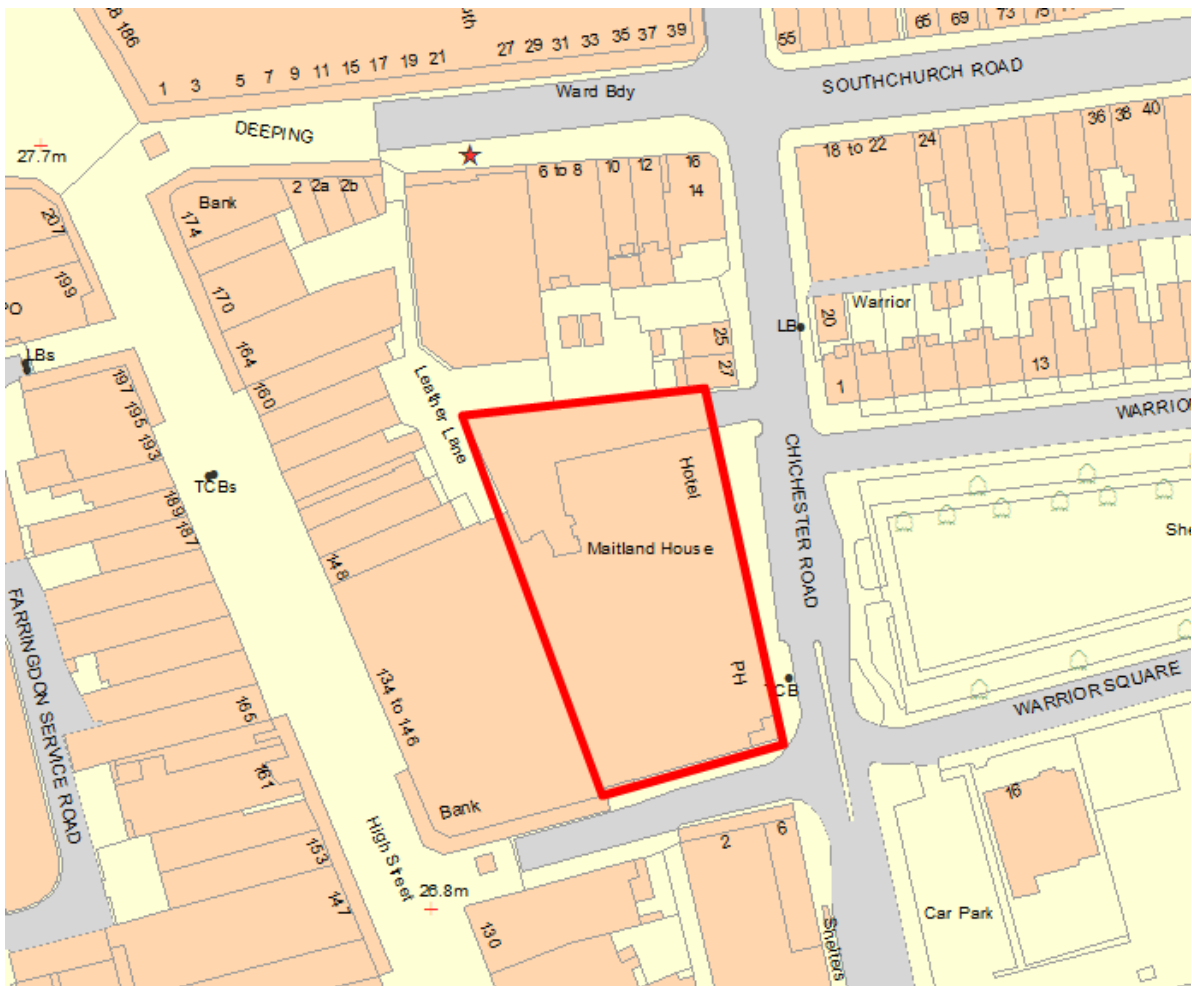 186
1 3 5 7 9 11 15 17 19 21 27 29 31 33 35 37 39
55
65 69 73 75
SOUTHCHURCH ROAD
Ward Bdy
DEEPING
27.7m
36 38 40
18 to 22 24
6 to 8 10 12 16
14
2 2a 2b
Bank
174
207
199
170
Warrior
20
LB
25
27
LBs
164
160
1
13
Leather Lane
197
195
193
WARRIOR
TCBs
Hotel
CHICHESTER ROAD
189
187
Maitland House
148
FARRINGDON SERVICE ROAD
PH
TCB
134 to 146
WARRIOR SQUARE
165
161
16
Bank
2 6
High Street
153
147
26.8m
130
Car Park
Shelters